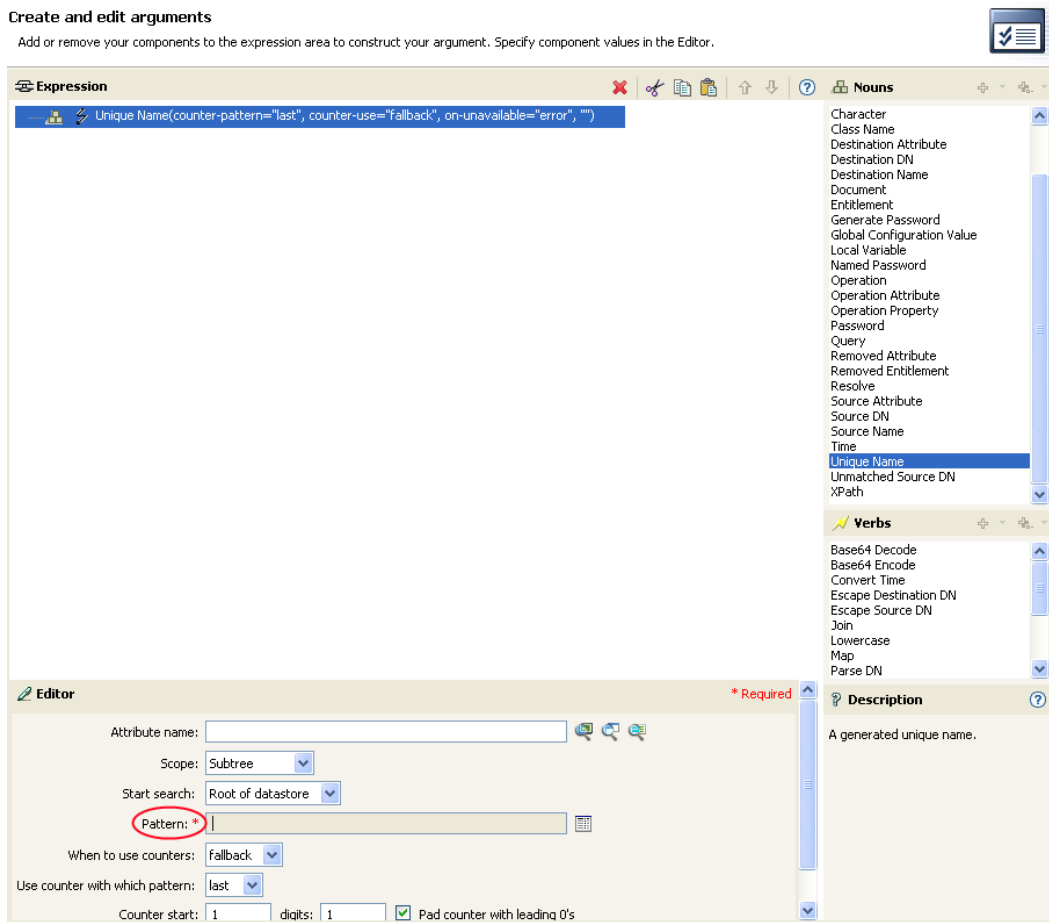 Create and edit arguments
Add or remove your components to the expression area to construct your argument. Specify component values in the Editor.
Expression
Unique Name(counter-pattern="last", counter-use="fallback", on-unavailable="error", "")
Nouns
Character
Class Name
Destination Attribute
Destination DN
Destination Name
Document
Entitlement
Generate Password
Global Configuration Value
Local Variable
Named Password
Operation
Operation Attribute
Operation Property
Password
Query
Removed Attribute
Removed Entitlement
Resolve
Source Attribute
Source DN
Source Name
Time
Unique Name
Unmatched Source DN
XPath
Verbs
Base64 Decode
Base64 Encode
Convert Time
Escape Destination DN
Escape Source DN
Join
Lowercase
Map
Parse DN
Editor
* Required
Attribute name:
Scope: Subtree
Start search: Root of datastore
Pattern: *
When to use counters: fallback
Use counter with which pattern: last
Counter start: 1 digits: 1 Pad counter with leading 0's
Description
A generated unique name.